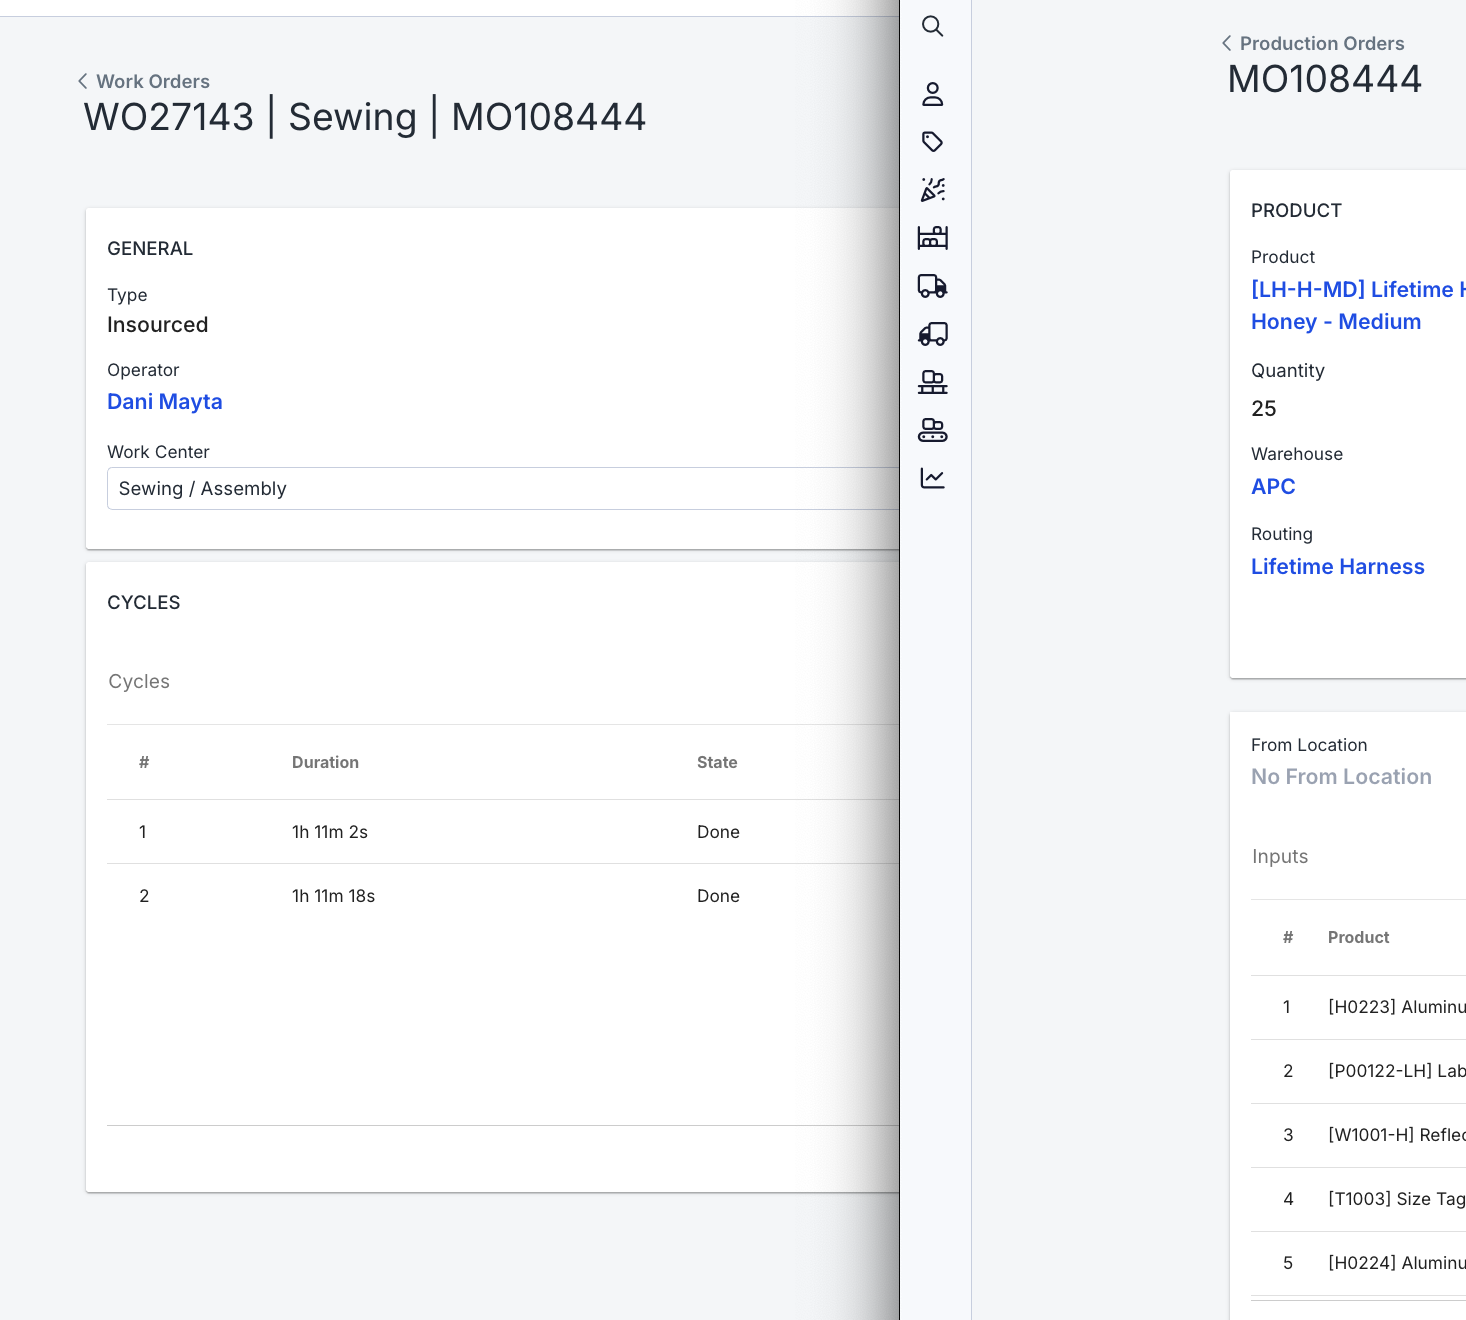 Work Orders
WO27143 | Sewing | MO108444
GENERAL
Type
Insourced
Operator
Dani Mayta
Work Center
Sewing / Assembly
CYCLES
Cycles
# Duration State
1 1h 11m 2s Done
2 1h 11m 18s Done
Production Orders
MO108444
PRODUCT
Product
[LH-H-MD] Lifetime H
Honey - Medium
Quantity
25
Warehouse
APC
Routing
Lifetime Harness
From Location
No From Location
Inputs
# Product
1 [H0223] Aluminu
2 [P00122-LH] Lab
3 [W1001-H] Reflec
4 [T1003] Size Tag
5 [H0224] Aluminu